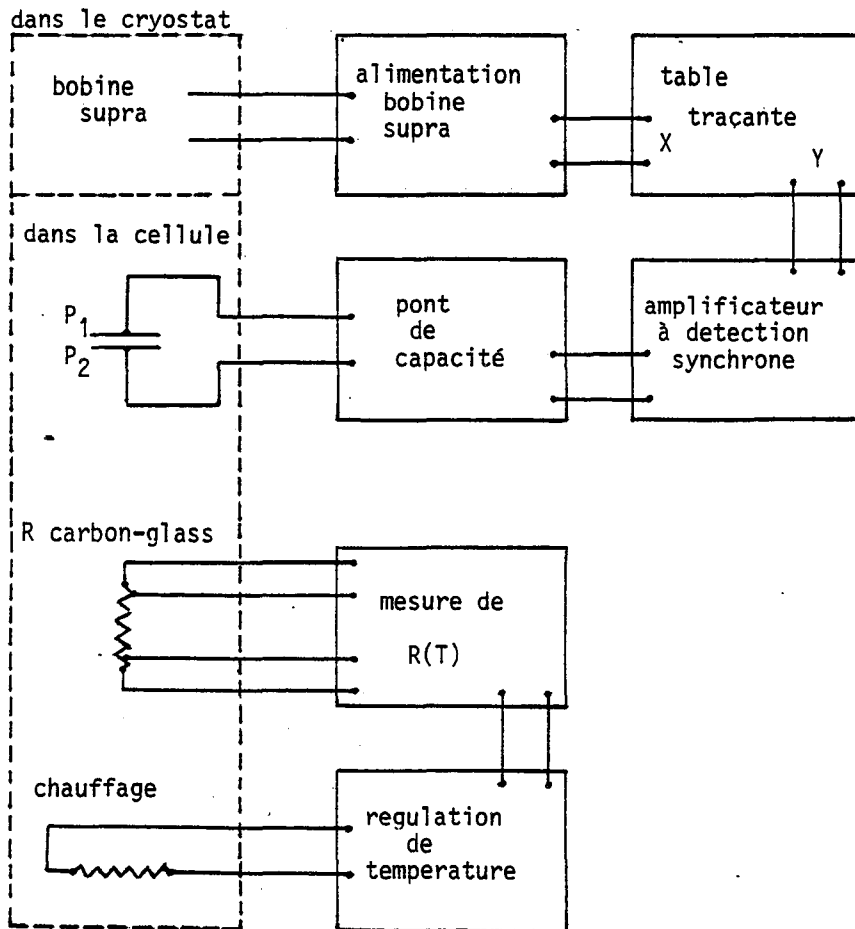 dans le cryostat
bobine
supra
alimentation
bobine
supra
table
traçante
X
Y
dans la cellule
P1
P2
pont
de
capacité
amplificateur
à detection
synchrone
R carbon-glass
mesure de
R(T)
chauffage
regulation
de
temperature